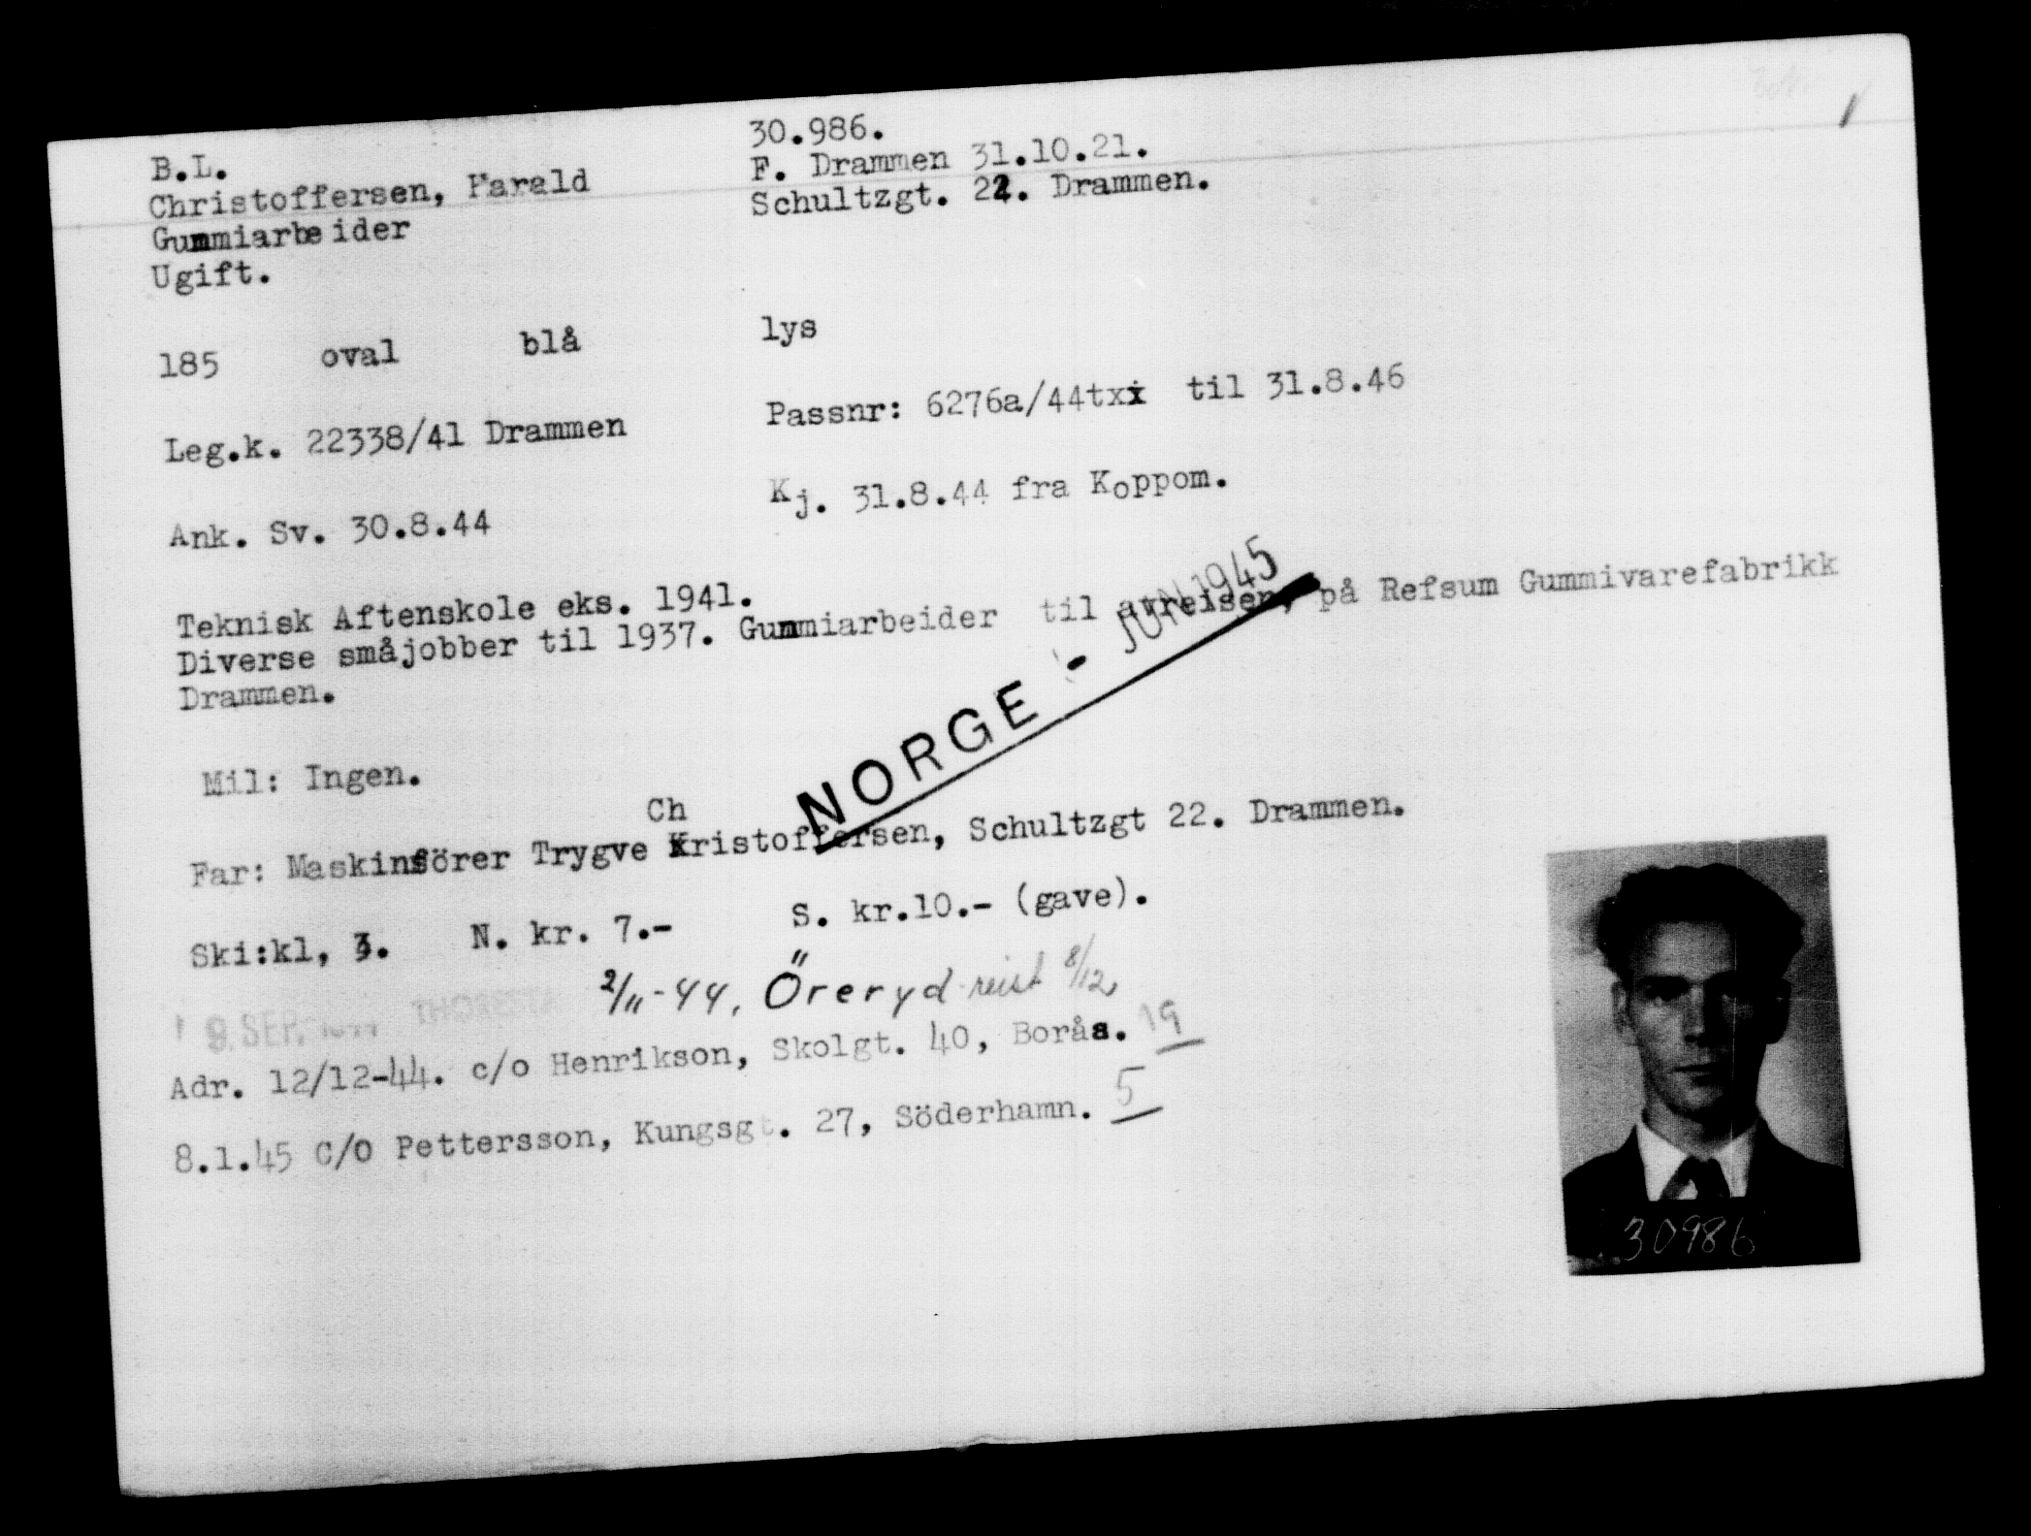 B.L. 30.986.
Christoffersen, Harald F. Drammen 31.10.21.
Gummiarbeider Schultzgt. 22. Drammen.
Ugift.
185 oval blå lys
Leg.k. 22338/41 Drammen Passnr: 6276a/44txi til 31.8.46
Ank. Sv. 30.8.44 Kj. 31.8.44 fra Koppom.
Teknisk Aftenskole eks. 1941.
Diverse småjobber til 1937. Gummiarbeider til avreisen, på Refsum Gummivarefabrikk
Drammen.
NORGE - JUN 1945
Mil: Ingen.
Ch
Far: Maskinförer Trygve Kristoffersen, Schultzgt 22. Drammen.
Ski:kl, 3. N. kr. 7.- S. kr.10.- (gave).
2/11-44, Öreryd reist 8/12
9 SEP. THORESTA
Adr. 12/12-44. c/o Henrikson, Skolgt. 40, Borås. 19
8.1.45 C/O Pettersson, Kungsgt. 27, Söderhamn. 5
30986